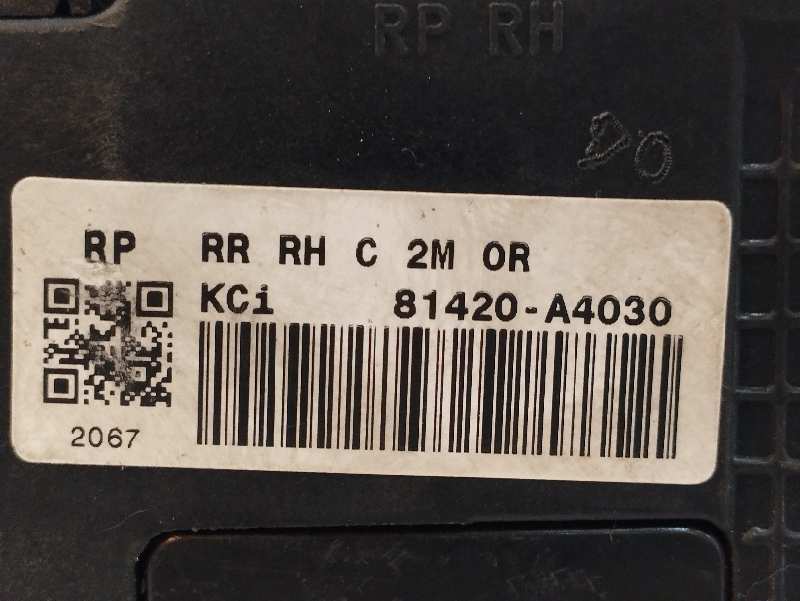 RP RH
RP RR RH C 2M OR
KCi 81420-A4030
2067